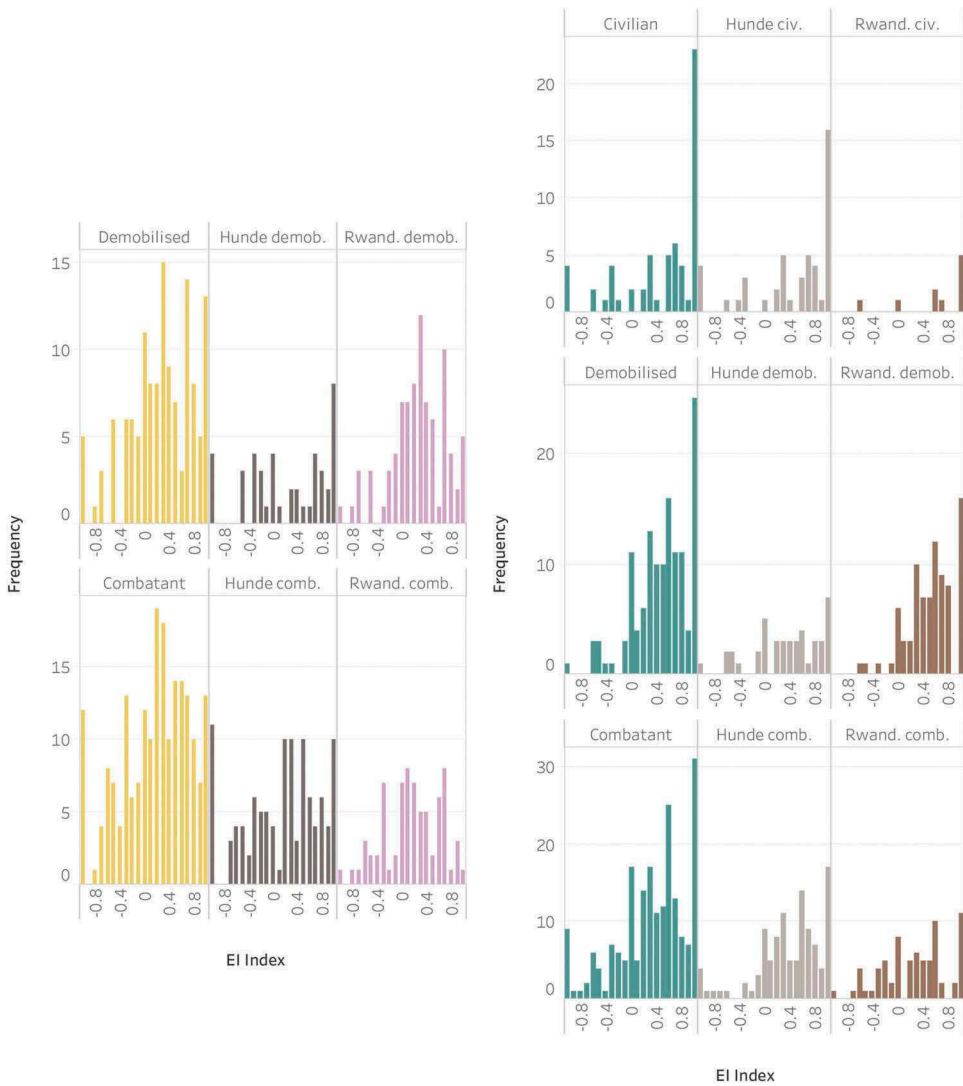 Demobilised Hunde demob. Rwand. demob.
15
10
5
0
-0.8 -0.4 0 0.4 0.8 -0.8 -0.4 0 0.4 0.8 -0.8 -0.4 0 0.4 0.8
Combatant Hunde comb. Rwand. comb.
15
10
5
0
-0.8 -0.4 0 0.4 0.8 -0.8 -0.4 0 0.4 0.8 -0.8 -0.4 0 0.4 0.8
Frequency
EI Index
Civilian Hunde civ. Rwand. civ.
20
15
10
5
0
-0.8 -0.4 0 0.4 0.8 -0.8 -0.4 0 0.4 0.8 -0.8 -0.4 0 0.4 0.8
Demobilised Hunde demob. Rwand. demob.
20
10
0
-0.8 -0.4 0 0.4 0.8 -0.8 -0.4 0 0.4 0.8 -0.8 -0.4 0 0.4 0.8
Combatant Hunde comb. Rwand. comb.
30
20
10
0
-0.8 -0.4 0 0.4 0.8 -0.8 -0.4 0 0.4 0.8 -0.8 -0.4 0 0.4 0.8
Frequency
EI Index